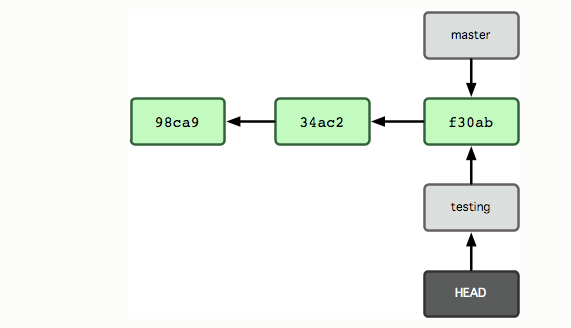 master
98ca9
34ac2
f30ab
testing
HEAD